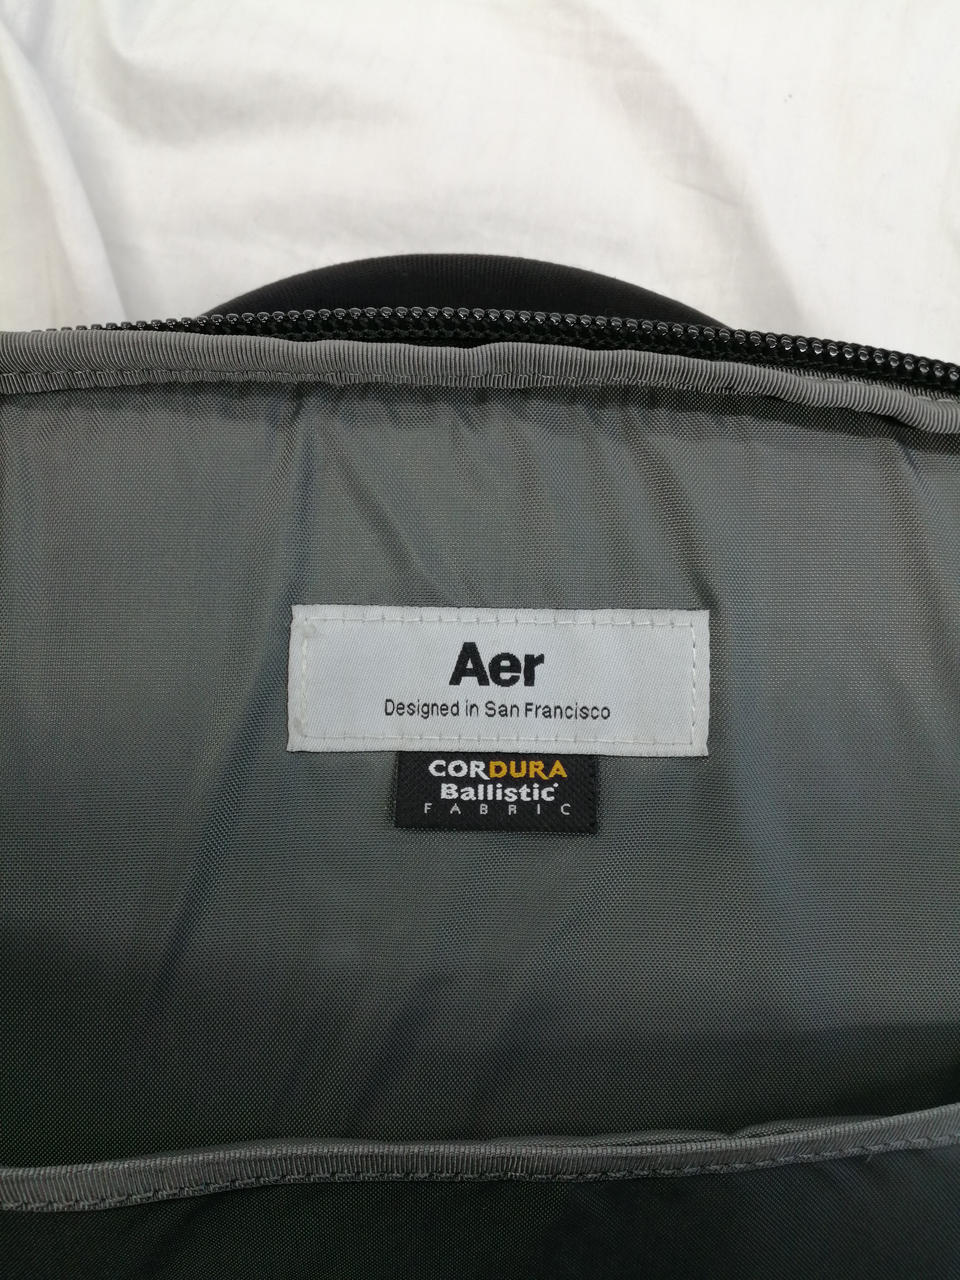 Aer
Designed in San Francisco
CORDURA
Ballistic®
FABRIC